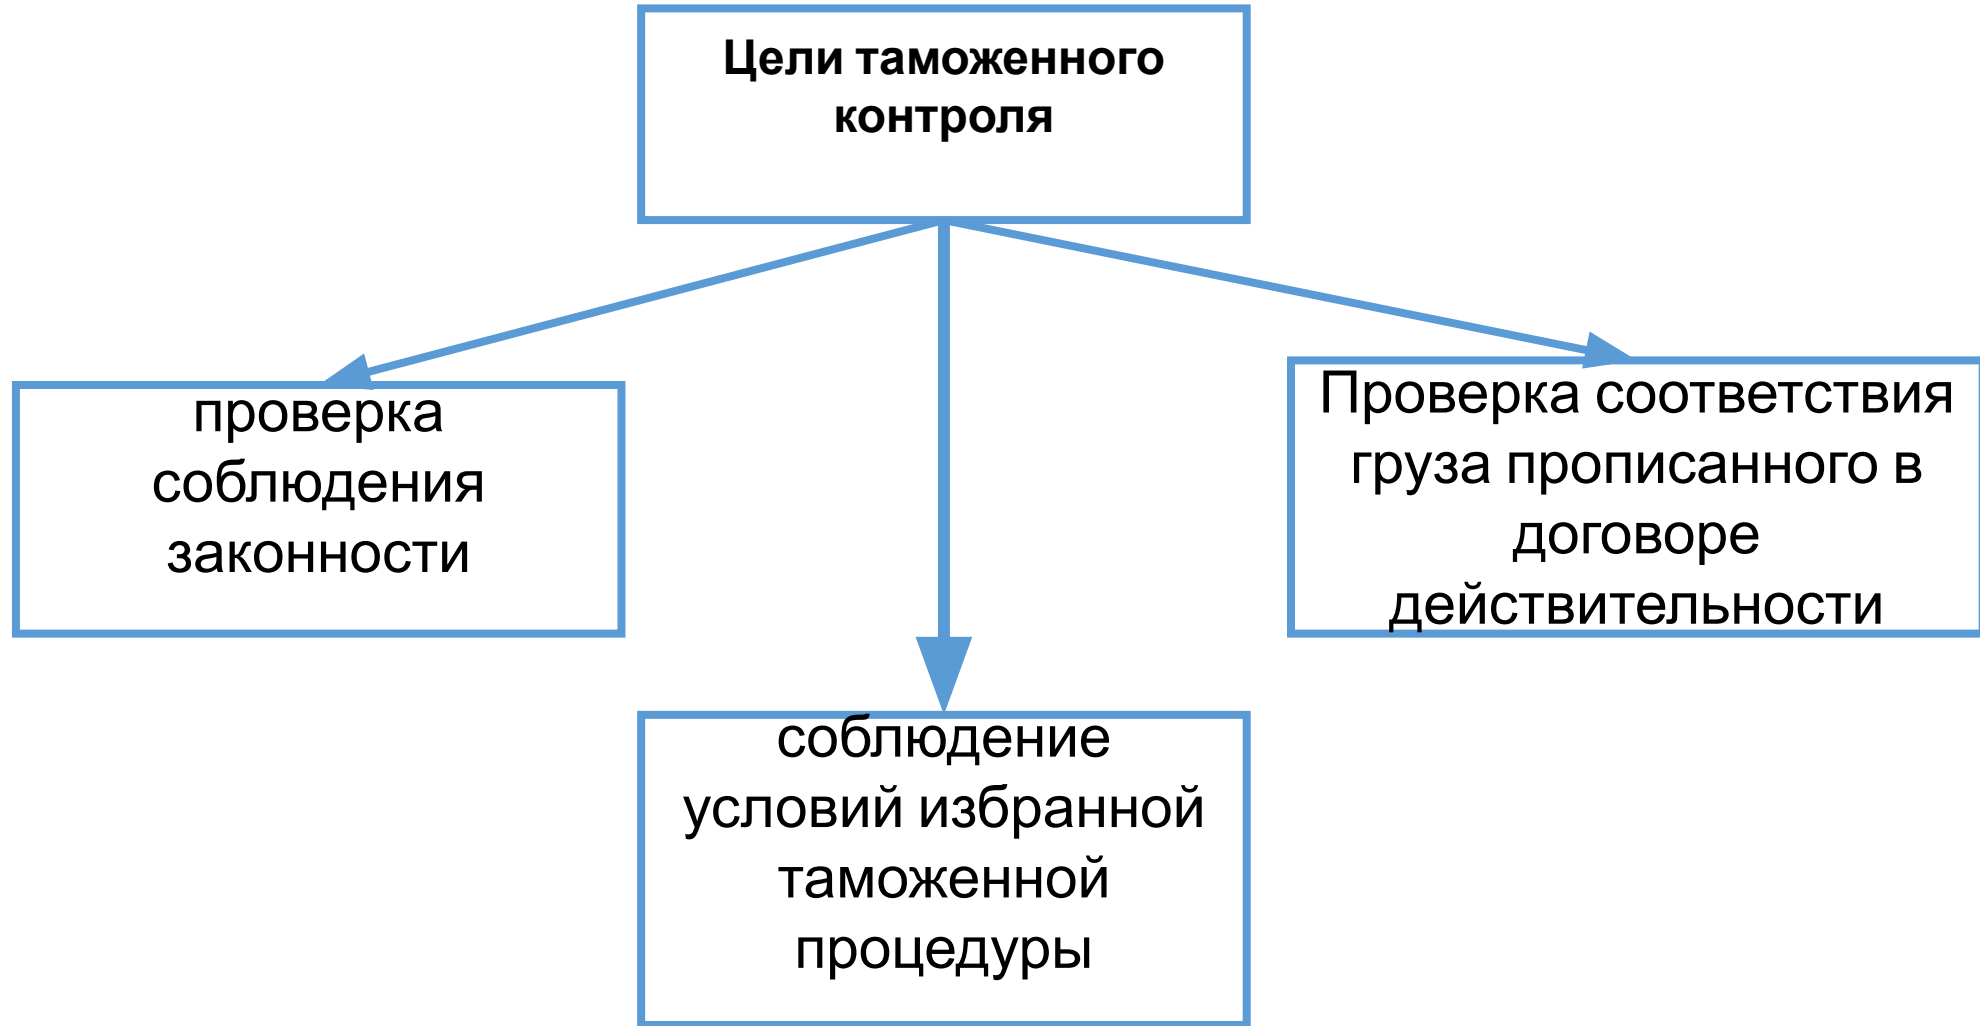 Цели таможенного
контроля
проверка
соблюдения
законности
Проверка соответствия
груза прописанного в
договоре
действительности
соблюдение
условий избранной
таможенной
процедуры